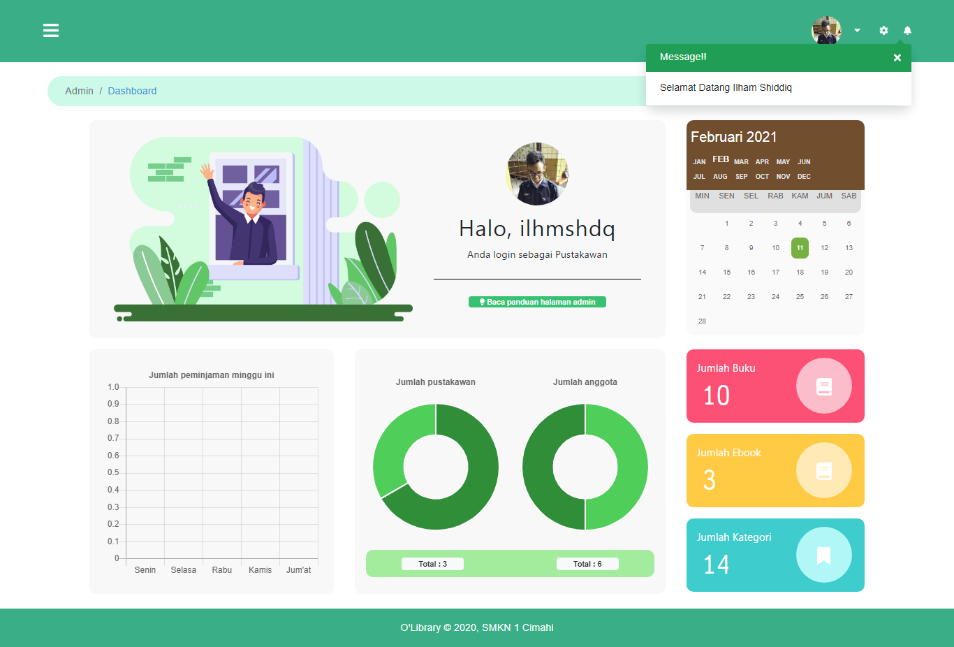 Message!!
Selamat Datang Ilham Shiddiq
Admin / Dashboard
Halo, ilhmshdq
Anda login sebagai Pustakawan
Baca panduan halaman admin
Februari 2021
JAN FEB MAR APR MAY JUN
JUL AUG SEP OCT NOV DEC
MIN SEN SEL RAB KAM JUM SAB
1 2 3 4 5 6
7 8 9 10 11 12 13
14 15 16 17 18 19 20
21 22 23 24 25 26 27
28
Jumlah peminjaman minggu ini
1.0
0.9
0.8
0.7
0.6
0.5
0.4
0.3
0.2
0.1
0
Senin Selasa Rabu Kamis Jum'at
Jumlah pustakawan
Jumlah anggota
Total : 3
Total : 6
Jumlah Buku
10
Jumlah Ebook
3
Jumlah Kategori
14
O'Library © 2020, SMKN 1 Cimahi